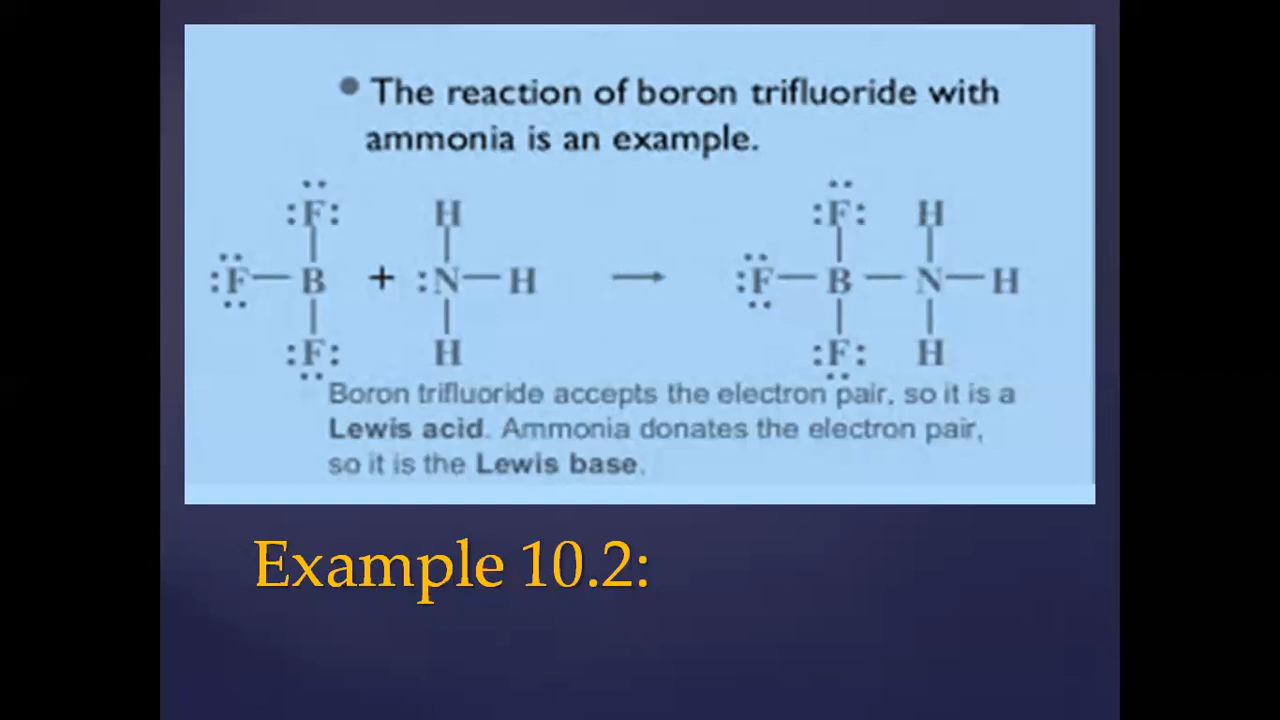 • The reaction of boron trifluoride with
ammonia is an example.
:F: H :F: H
:F — B + :N — H → :F — B — N — H
:F: H :F: H
Boron trifluoride accepts the electron pair, so it is a
Lewis acid. Ammonia donates the electron pair,
so it is the Lewis base.
Example 10.2: